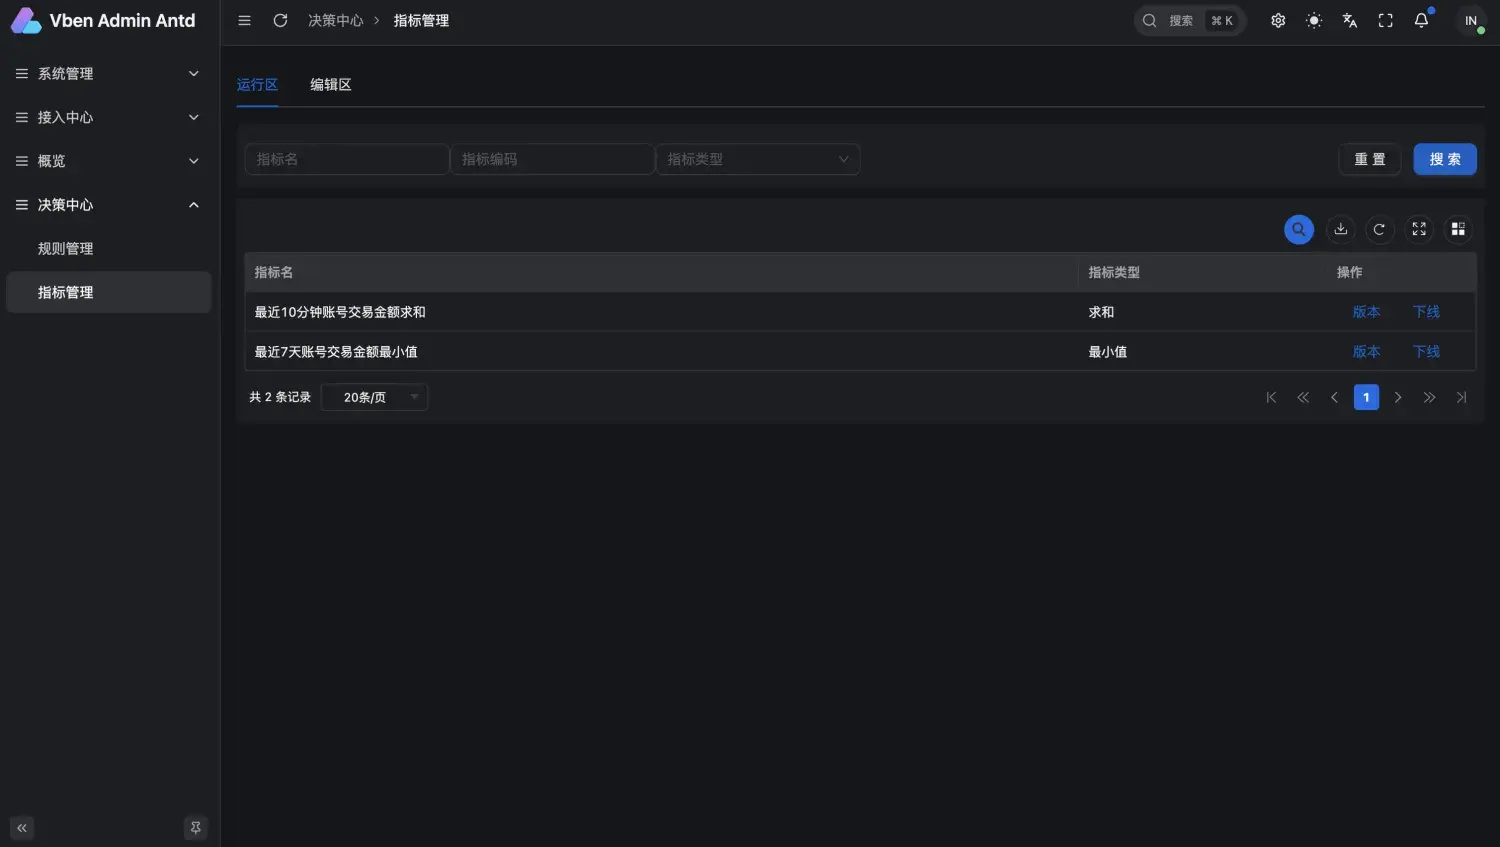 Vben Admin Antd
决策中心 > 指标管理
搜索 ⌘ K
IN
系统管理
接入中心
概览
决策中心
规则管理
指标管理
运行区 编辑区
指标名 指标编码 指标类型 重 置 搜 索
指标名 指标类型 操作
最近10分钟账号交易金额求和 求和 版本 下线
最近7天账号交易金额最小值 最小值 版本 下线
共 2 条记录 20条/页 1